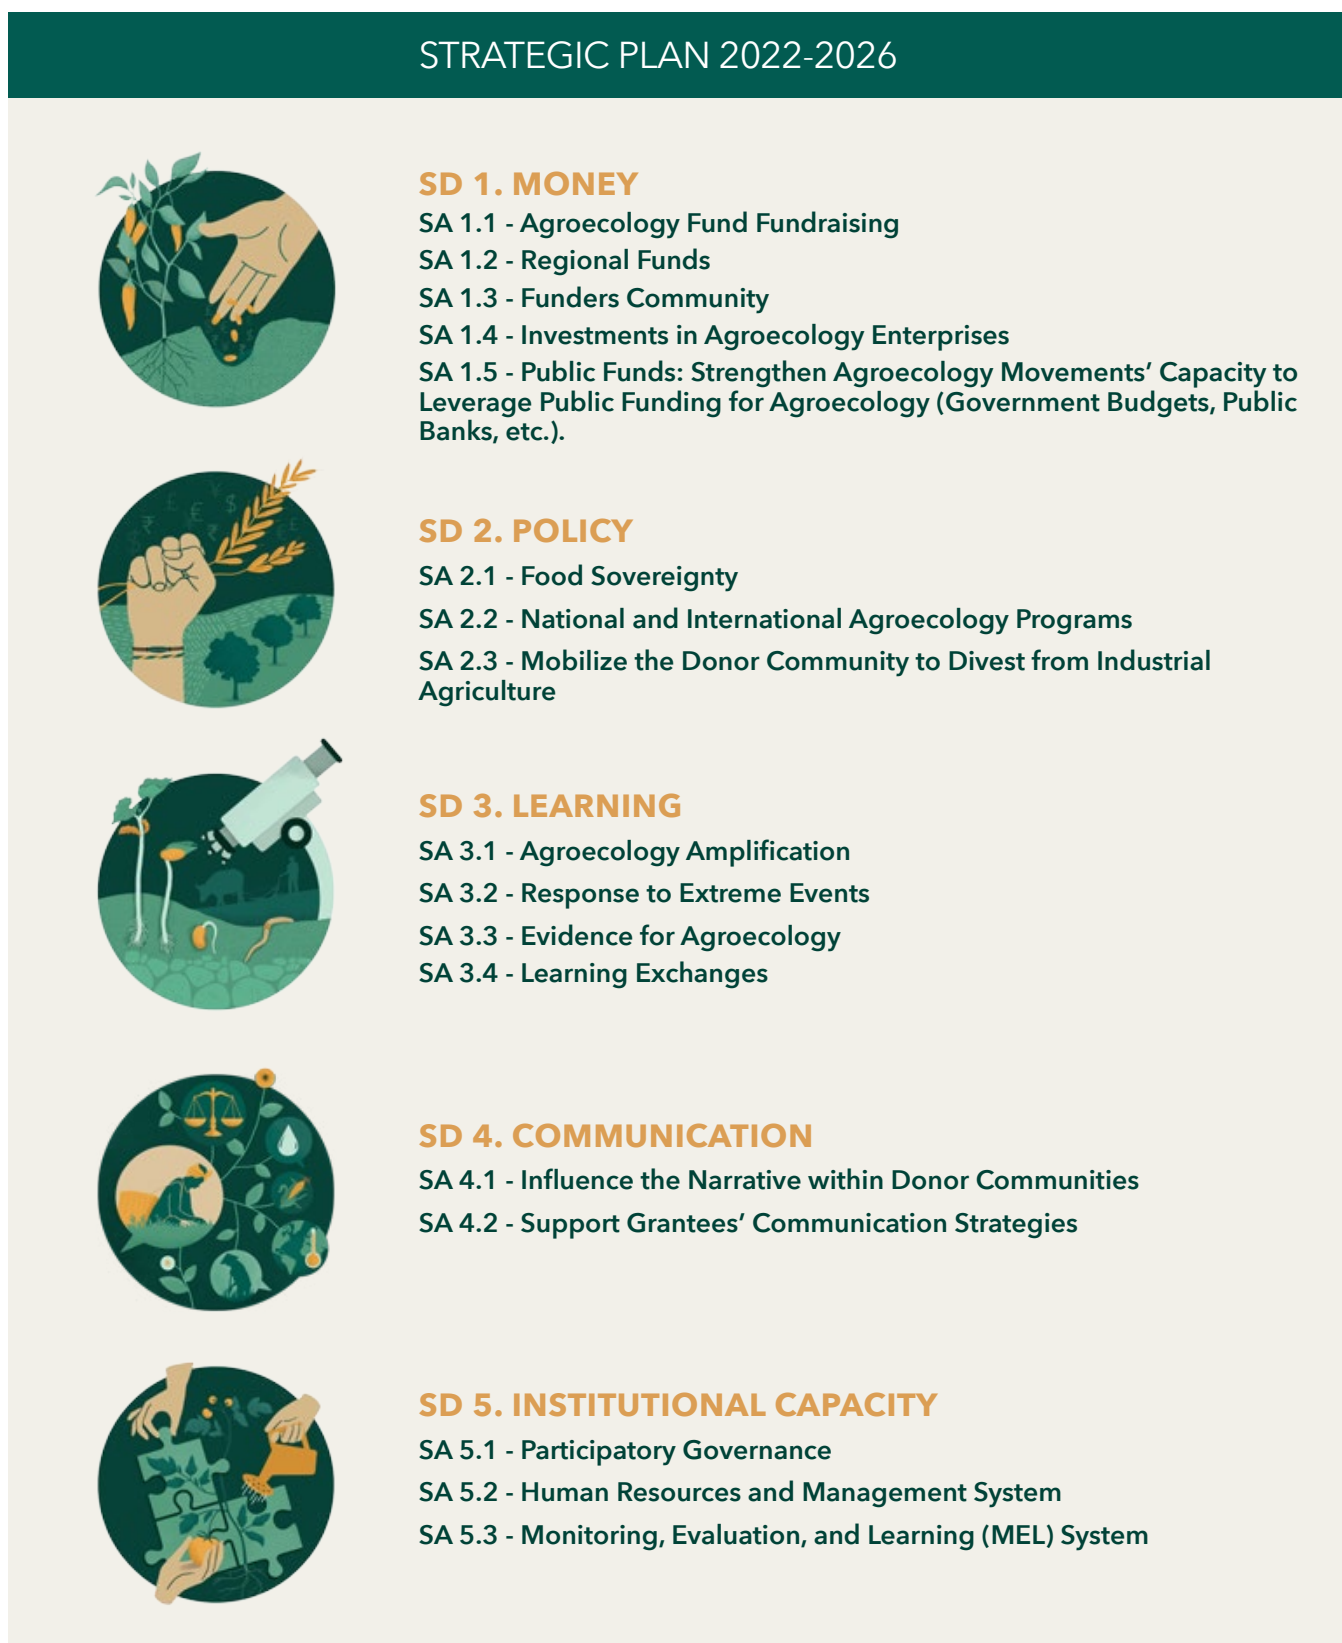 STRATEGIC PLAN 2022-2026
SD 1. MONEY
SA 1.1 - Agroecology Fund Fundraising
SA 1.2 - Regional Funds
SA 1.3 - Funders Community
SA 1.4 - Investments in Agroecology Enterprises
SA 1.5 - Public Funds: Strengthen Agroecology Movements’ Capacity to
Leverage Public Funding for Agroecology (Government Budgets, Public
Banks, etc.).
SD 2. POLICY
SA 2.1 - Food Sovereignty
SA 2.2 - National and International Agroecology Programs
SA 2.3 - Mobilize the Donor Community to Divest from Industrial
Agriculture
SD 3. LEARNING
SA 3.1 - Agroecology Amplification
SA 3.2 - Response to Extreme Events
SA 3.3 - Evidence for Agroecology
SA 3.4 - Learning Exchanges
SD 4. COMMUNICATION
SA 4.1 - Influence the Narrative within Donor Communities
SA 4.2 - Support Grantees’ Communication Strategies
SD 5. INSTITUTIONAL CAPACITY
SA 5.1 - Participatory Governance
SA 5.2 - Human Resources and Management System
SA 5.3 - Monitoring, Evaluation, and Learning (MEL) System